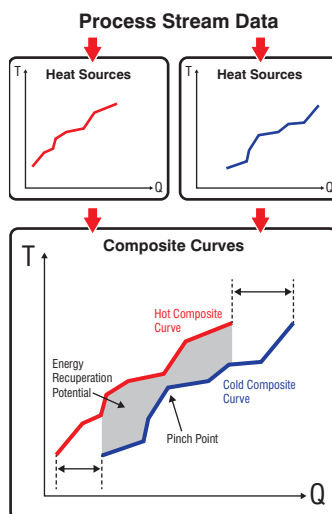 Process Stream Data
T
Heat Sources
Q
T
Heat Sources
Q
Composite Curves
T
Hot Composite
Curve
Energy
Recuperation
Potential
Cold Composite
Curve
Pinch Point
Q